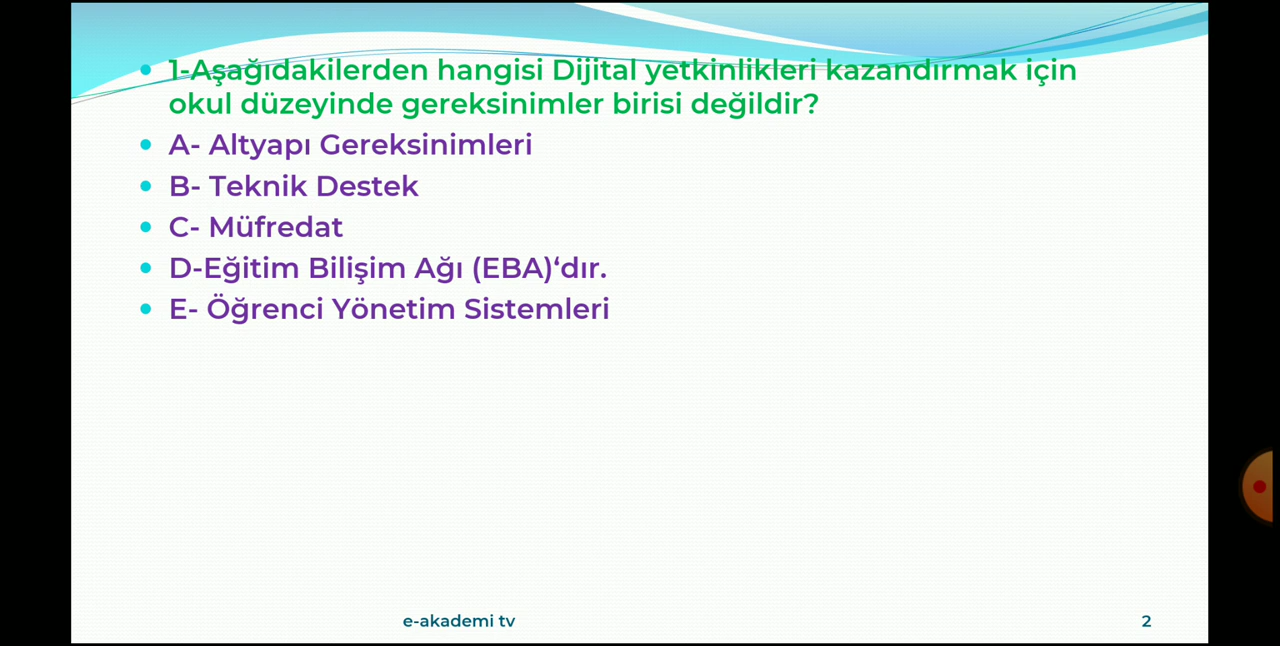 1-Aşağıdakilerden hangisi Dijital yetkinlikleri kazandırmak için
okul düzeyinde gereksinimler birisi değildir?
A- Altyapı Gereksinimleri
B- Teknik Destek
C- Müfredat
D-Eğitim Bilişim Ağı (EBA)‘dır.
E- Öğrenci Yönetim Sistemleri
e-akademi tv
2